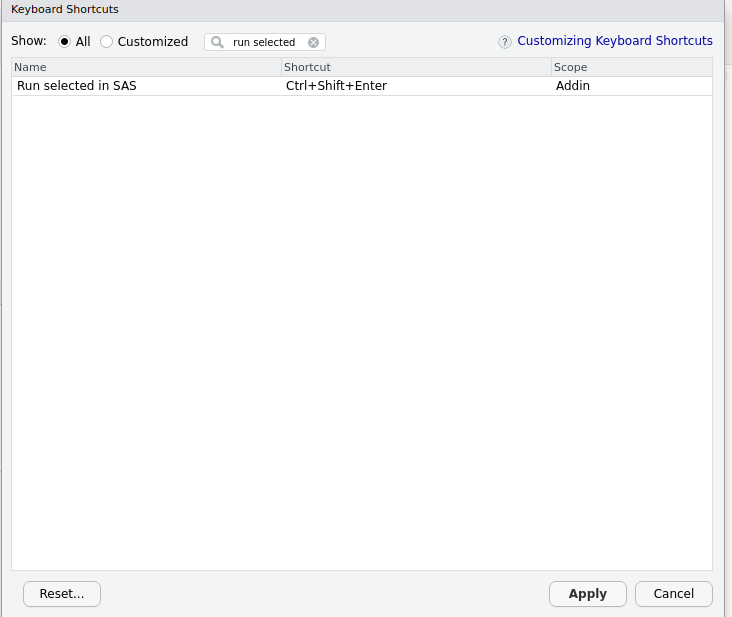 Keyboard Shortcuts
Show: All Customized run selected ? Customizing Keyboard Shortcuts
Name Shortcut Scope
Run selected in SAS Ctrl+Shift+Enter Addin
Reset... Apply Cancel